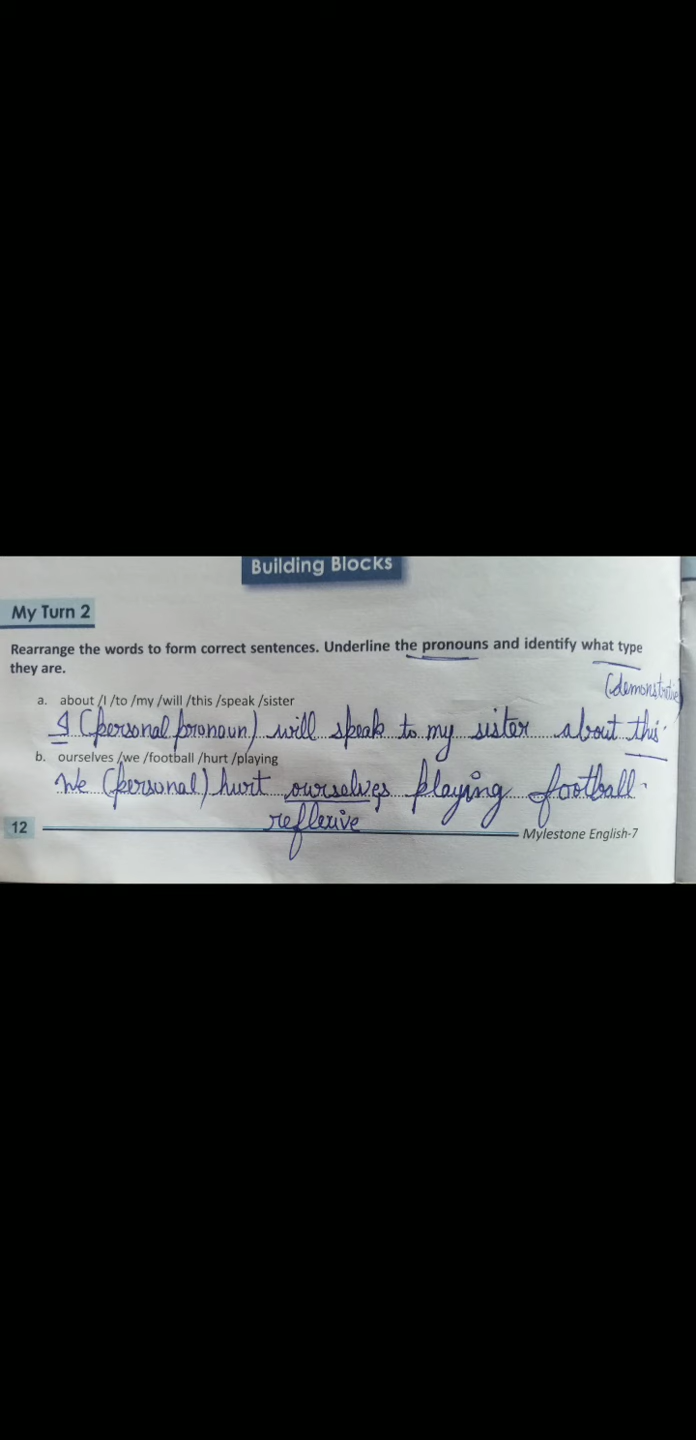 Building Blocks
My Turn 2
Rearrange the words to form correct sentences. Underline the pronouns and identify what type
they are.
(demonstrative)
a. about /I /to /my /will /this /speak /sister
I (personal pronoun) will speak to my sister about this.
b. ourselves /we /football /hurt /playing
We (personal) hurt ourselves playing football.
reflexive
12
Mylestone English-7